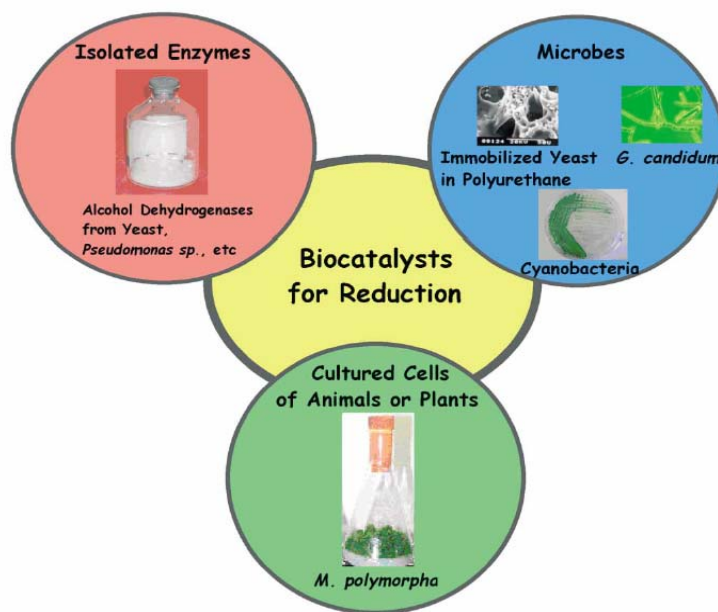 Isolated Enzymes
Alcohol Dehydrogenases
from Yeast,
Pseudomonas sp., etc
Microbes
Immobilized Yeast
in Polyurethane
G. candidum
Cyanobacteria
Biocatalysts
for Reduction
Cultured Cells
of Animals or Plants
M. polymorpha